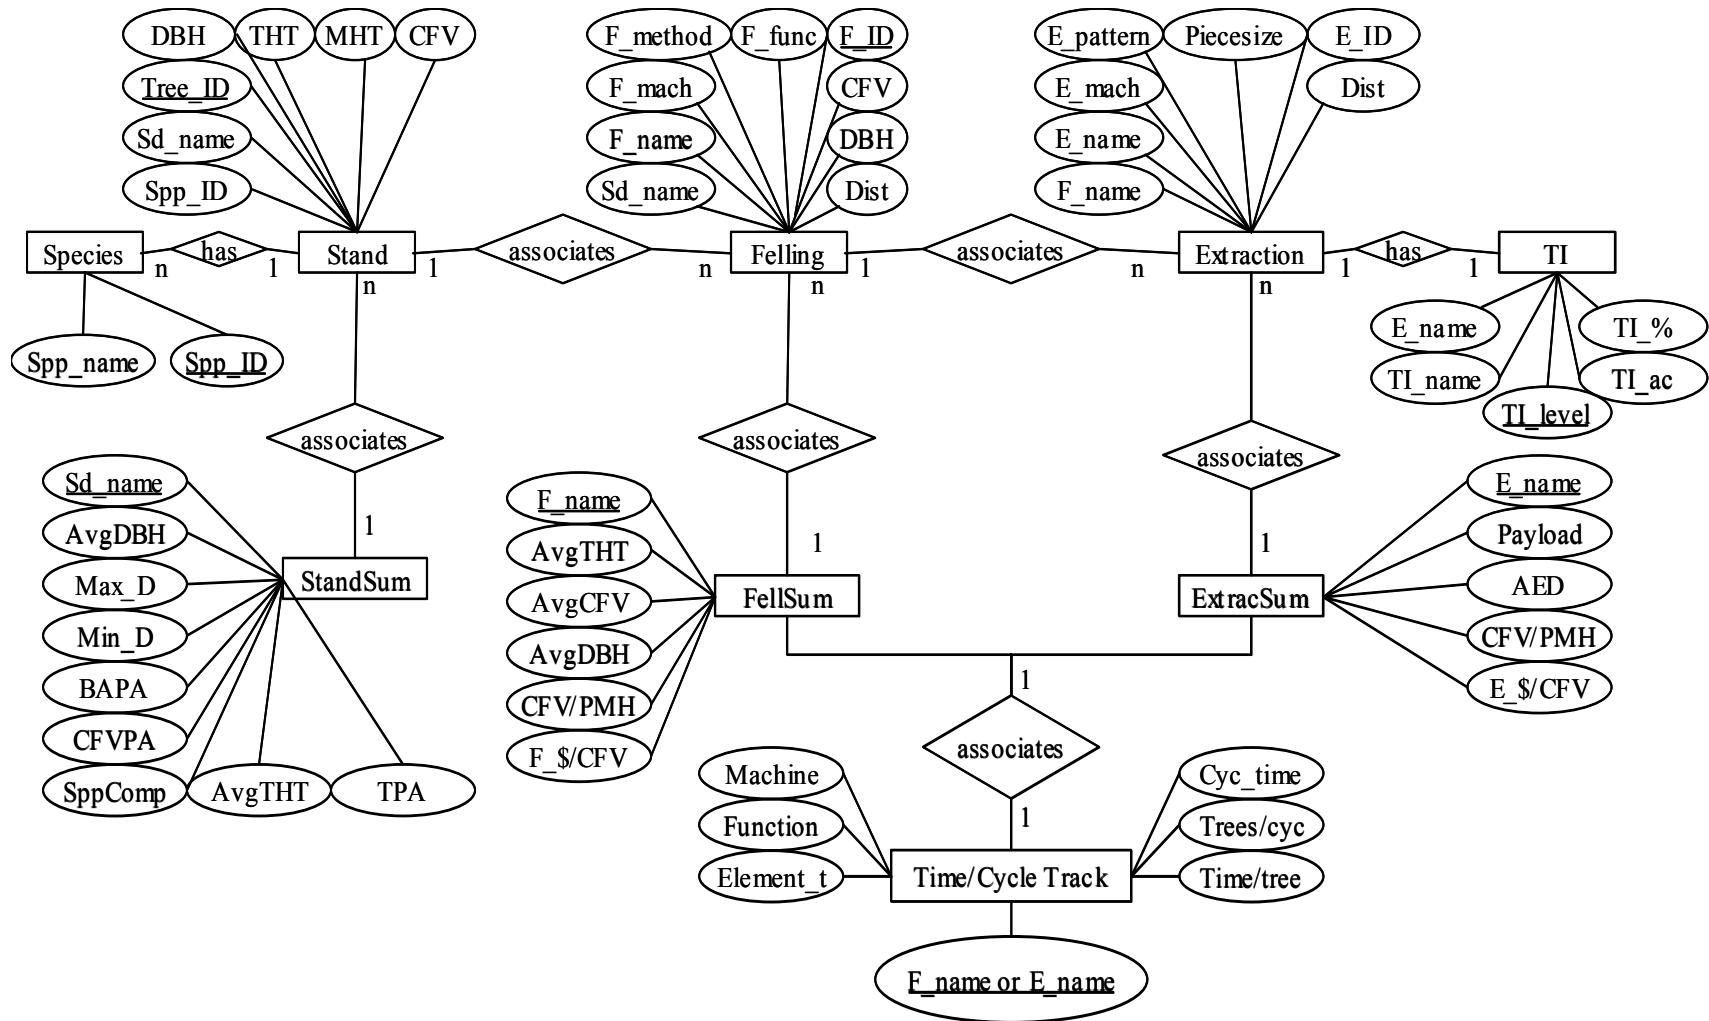 DBH THT MHT CFV F_method F_func F_ID E_pattern Piecesize E_ID
Tree_ID F_mach CFV E_mach Dist
Sd_name F_name DBH E_name
Spp_ID Sd_name Dist F_name
Species has Stand associates Felling associates Extraction has TI
n 1 1 n 1 n 1 1
n n n
E_name TI_%
Spp_name Spp_ID TI_name TI_ac
TI_level
associates associates associates
Sd_name F_name E_name
AvgDBH AvgTHT Payload
1 1 1
Max_D StandSum AvgCFV FellSum ExtracSum AED
Min_D AvgDBH CFV/PMH
BAPA CFV/PMH 1 E_$/CFV
CFVPA F_$/CFV associates
SppComp AvgTHT TPA Machine Cyc_time
Function 1 Trees/cyc
Element_t Time/Cycle Track Time/tree
F_name or E_name